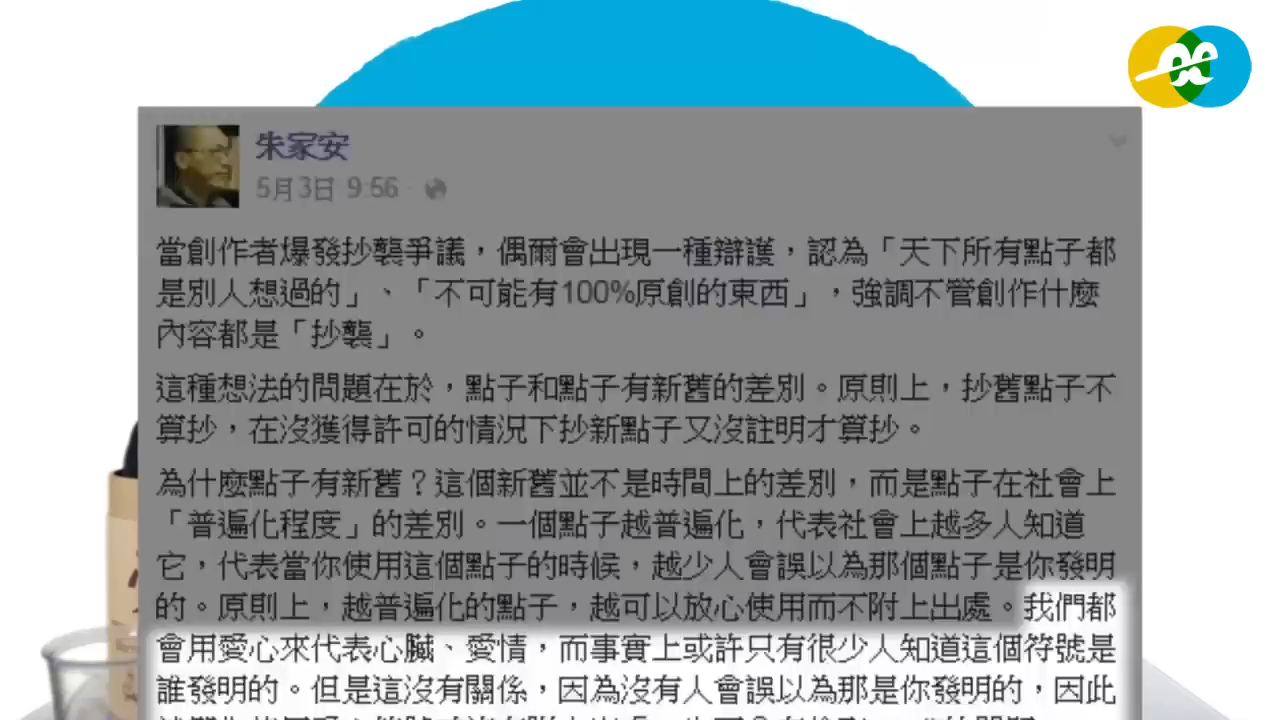 朱家安
5月3日 9:56
當創作者爆發抄襲爭議，偶爾會出現一種辯護，認為「天下所有點子都
是別人想過的」、「不可能有100%原創的東西」，強調不管創作什麼
內容都是「抄襲」。
這種想法的問題在於，點子和點子有新舊的差別。原則上，抄舊點子不
算抄，在沒獲得許可的情況下抄新點子又沒註明才算抄。
為什麼點子有新舊？這個新舊並不是時間上的差別，而是點子在社會上
「普遍化程度」的差別。一個點子越普遍化，代表社會上越多人知道
它，代表當你使用這個點子的時候，越少人會誤以為那個點子是你發明
的。原則上，越普遍化的點子，越可以放心使用而不附上出處。我們都
會用愛心來代表心臟、愛情，而事實上或許只有很少人知道這個符號是
誰發明的。但是這沒有關係，因為沒有人會誤以為那是你發明的，因此